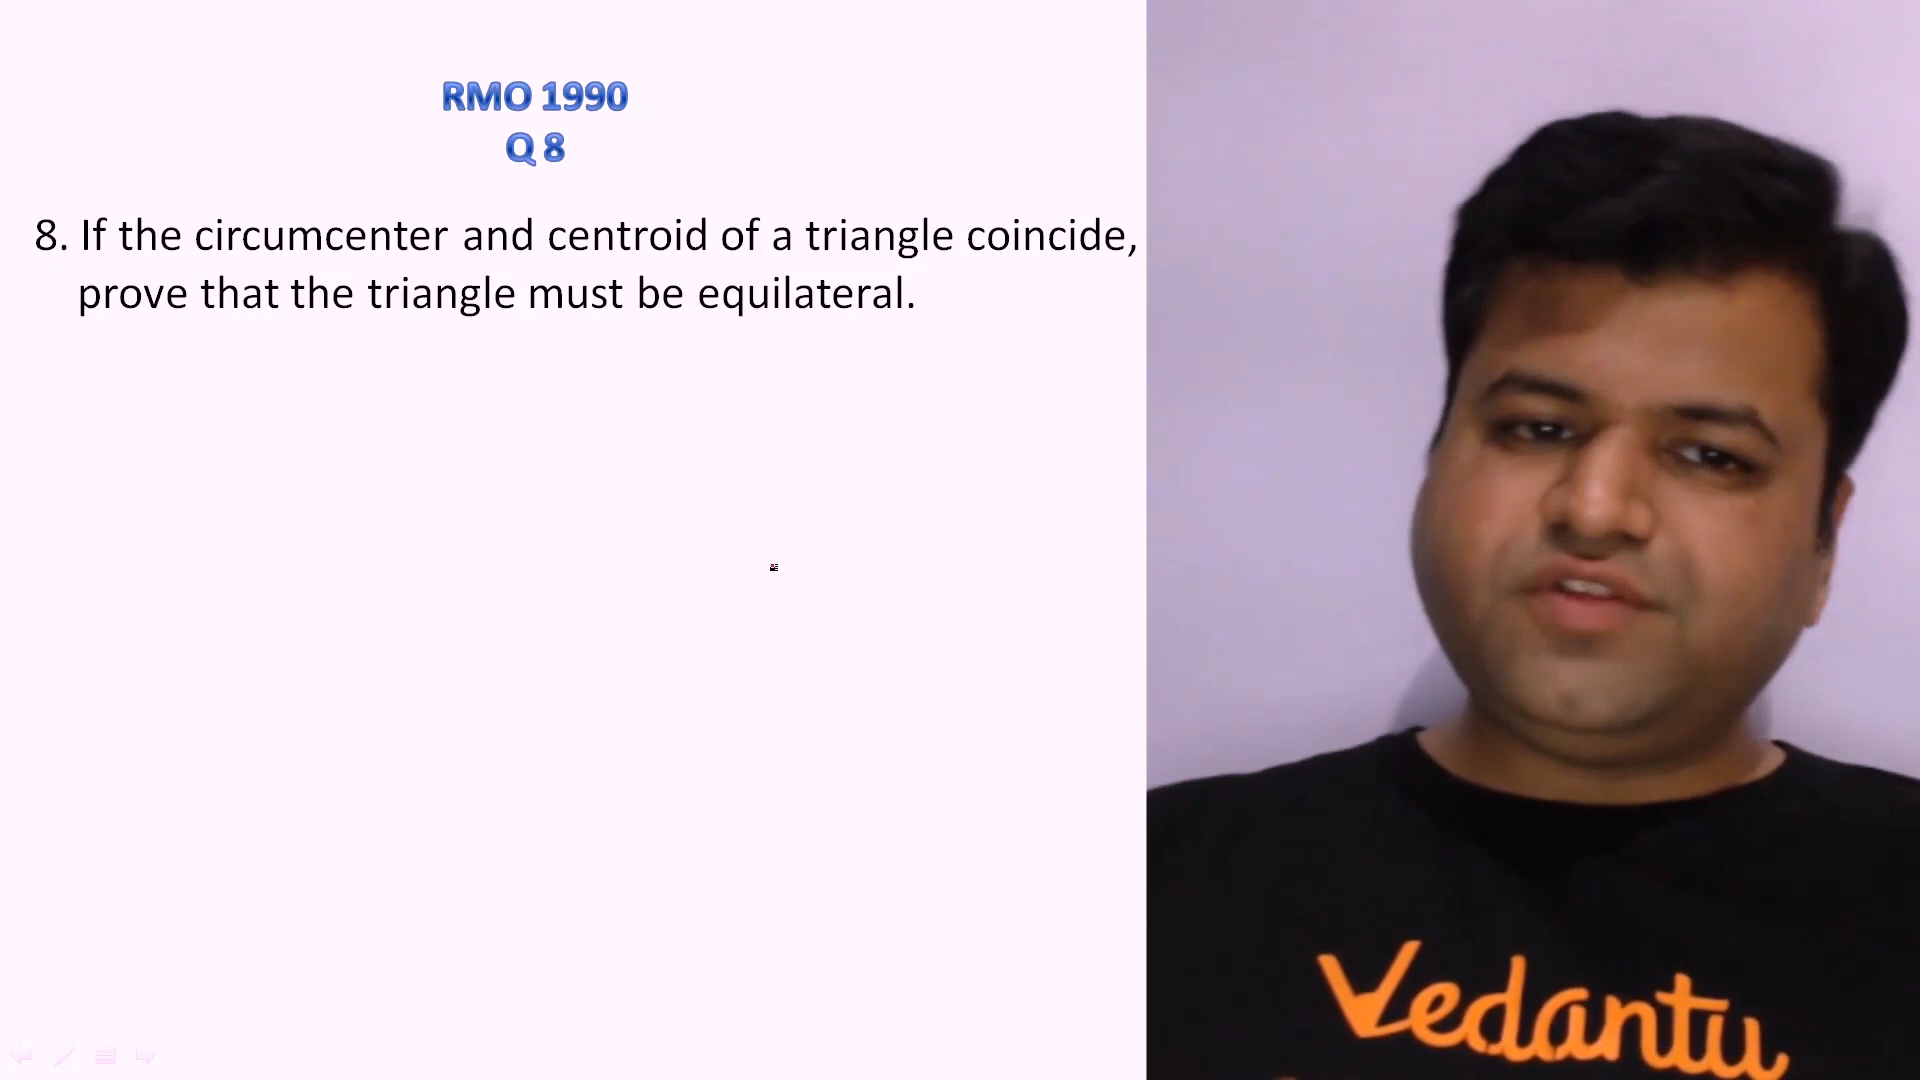 RMO 1990
Q 8
8. If the circumcenter and centroid of a triangle coincide,
prove that the triangle must be equilateral.
Vedantu